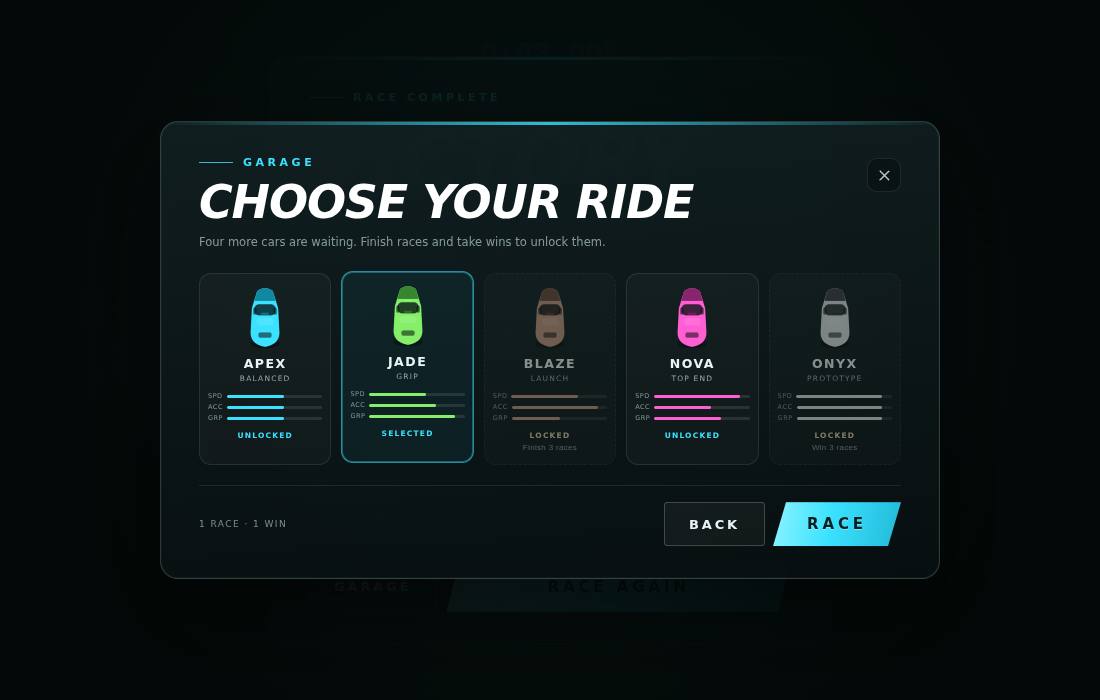 RACE COMPLETE
GARAGE
CHOOSE YOUR RIDE
Four more cars are waiting. Finish races and take wins to unlock them.
APEX
BALANCED
SPD
ACC
GRP
UNLOCKED
JADE
GRIP
SPD
ACC
GRP
SELECTED
BLAZE
LAUNCH
SPD
ACC
GRP
LOCKED
Finish 3 races
NOVA
TOP END
SPD
ACC
GRP
UNLOCKED
ONYX
PROTOTYPE
SPD
ACC
GRP
LOCKED
Win 3 races
1 RACE · 1 WIN
BACK
RACE
GARAGE
RACE AGAIN